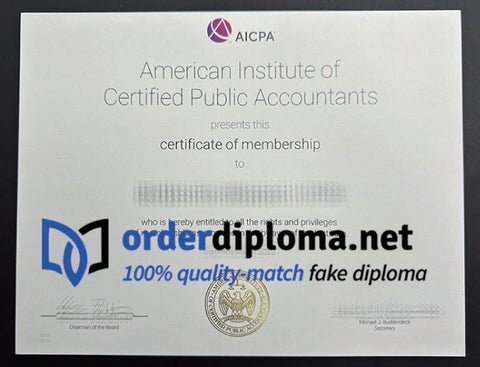 AICPA
American Institute of
Certified Public Accountants
presents this
certificate of membership
to
who is hereby entitled to all the rights and privileges
orderdiploma.net
100% quality-match fake diploma
Chairman of the Board
Michael J. Buddendeck
Secretary